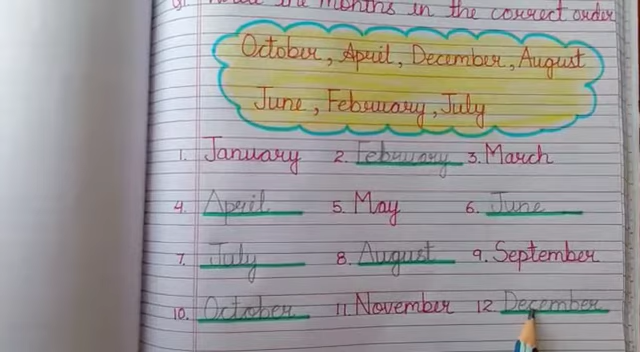 the months in the correct order
October, April, December, August
June, February, July
1. January 2. February 3. March
4. April 5. May 6. June
7. July 8. August 9. September
10. October 11. November 12. December